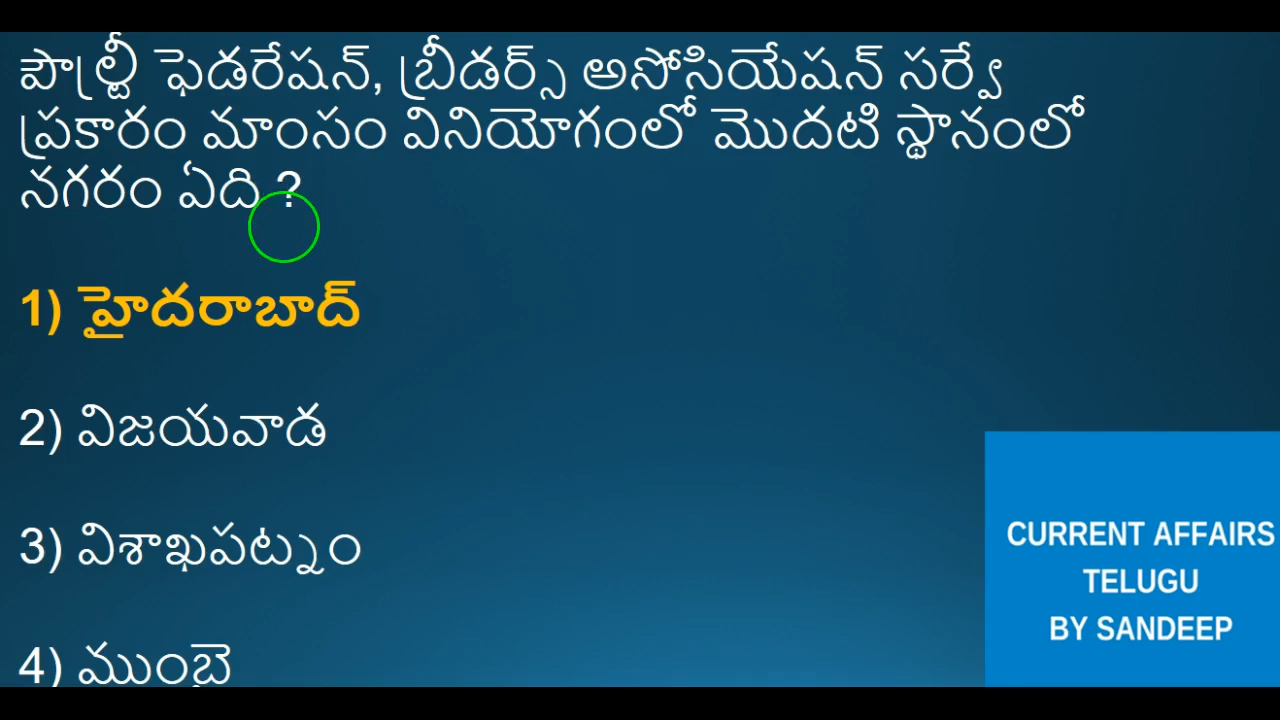 పౌల్ట్రీ ఫెడరేషన్, బ్రీడర్స్ అసోసియేషన్ సర్వే
ప్రకారం మాంసం వినియోగంలో మొదటి స్థానంలో
నగరం ఏది ?
1) హైదరాబాద్
2) విజయవాడ
3) విశాఖపట్నం
4) ముంబై
CURRENT AFFAIRS
TELUGU
BY SANDEEP